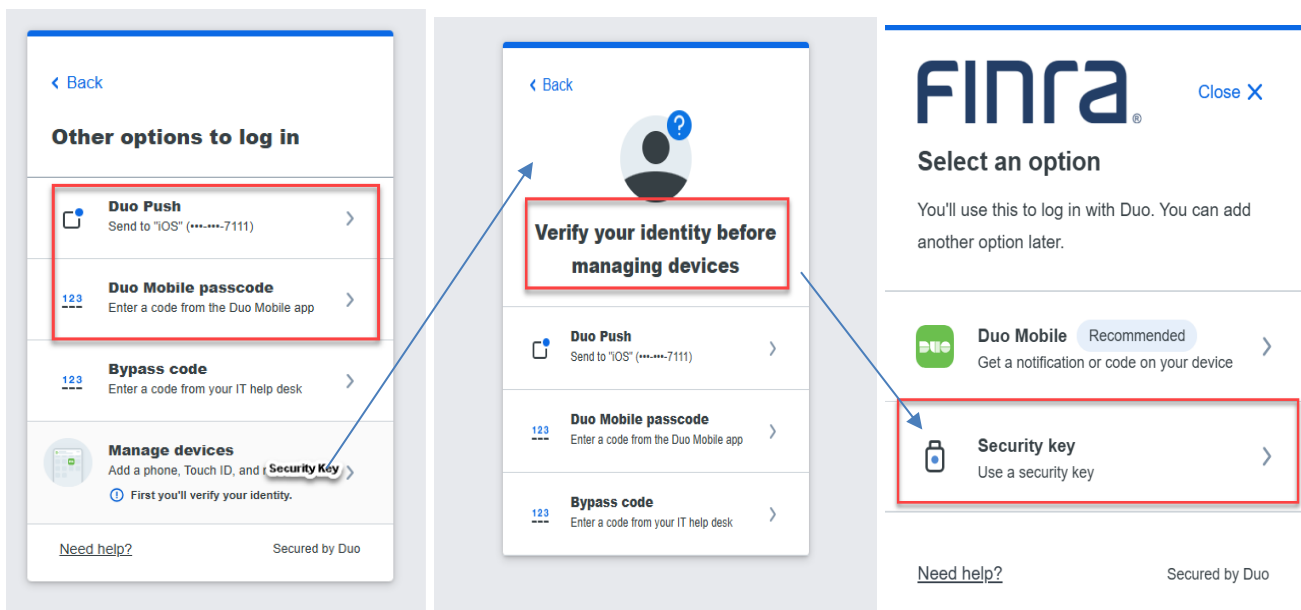 Back
Other options to log in
Duo Push
Send to "iOS" (•••-•••-7111)
123
Duo Mobile passcode
Enter a code from the Duo Mobile app
123
Bypass code
Enter a code from your IT help desk
Manage devices
Add a phone, Touch ID, and Security Key
First you'll verify your identity.
Need help?
Secured by Duo
Back
?
Verify your identity before
managing devices
Duo Push
Send to "iOS" (•••-•••-7111)
123
Duo Mobile passcode
Enter a code from the Duo Mobile app
123
Bypass code
Enter a code from your IT help desk
FINRA®
Close X
Select an option
You'll use this to log in with Duo. You can add
another option later.
DUO
Duo Mobile Recommended
Get a notification or code on your device
Security key
Use a security key
Need help?
Secured by Duo